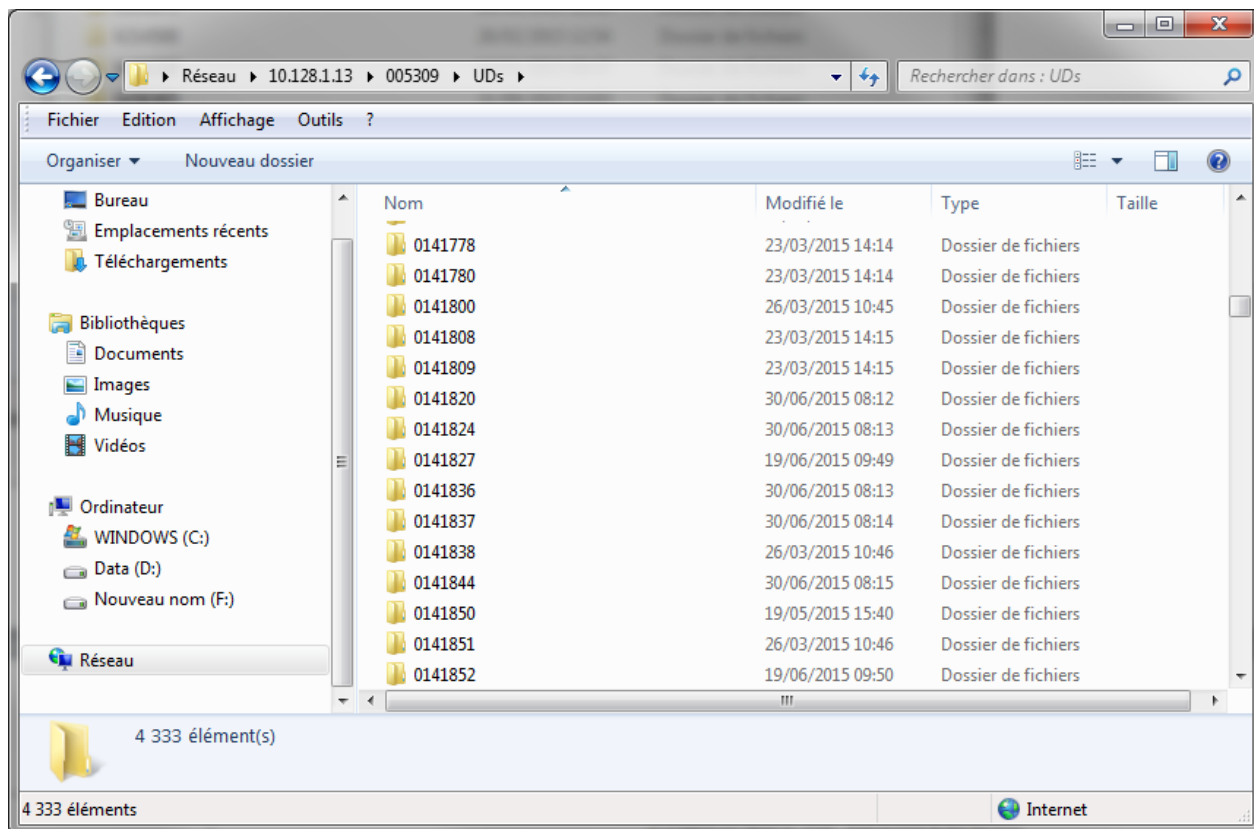 Réseau ▸ 10.128.1.13 ▸ 005309 ▸ UDs ▸ Rechercher dans : UDs
Fichier Edition Affichage Outils ?
Organiser Nouveau dossier
Bureau
Emplacements récents
Téléchargements
Bibliothèques
Documents
Images
Musique
Vidéos
Ordinateur
WINDOWS (C:)
Data (D:)
Nouveau nom (F:)
Réseau
Nom Modifié le Type Taille
0141778 23/03/2015 14:14 Dossier de fichiers
0141780 23/03/2015 14:14 Dossier de fichiers
0141800 26/03/2015 10:45 Dossier de fichiers
0141808 23/03/2015 14:15 Dossier de fichiers
0141809 23/03/2015 14:15 Dossier de fichiers
0141820 30/06/2015 08:12 Dossier de fichiers
0141824 30/06/2015 08:13 Dossier de fichiers
0141827 19/06/2015 09:49 Dossier de fichiers
0141836 30/06/2015 08:13 Dossier de fichiers
0141837 30/06/2015 08:14 Dossier de fichiers
0141838 26/03/2015 10:46 Dossier de fichiers
0141844 30/06/2015 08:15 Dossier de fichiers
0141850 19/05/2015 15:40 Dossier de fichiers
0141851 26/03/2015 10:46 Dossier de fichiers
0141852 19/06/2015 09:50 Dossier de fichiers
4 333 élément(s)
4 333 éléments Internet